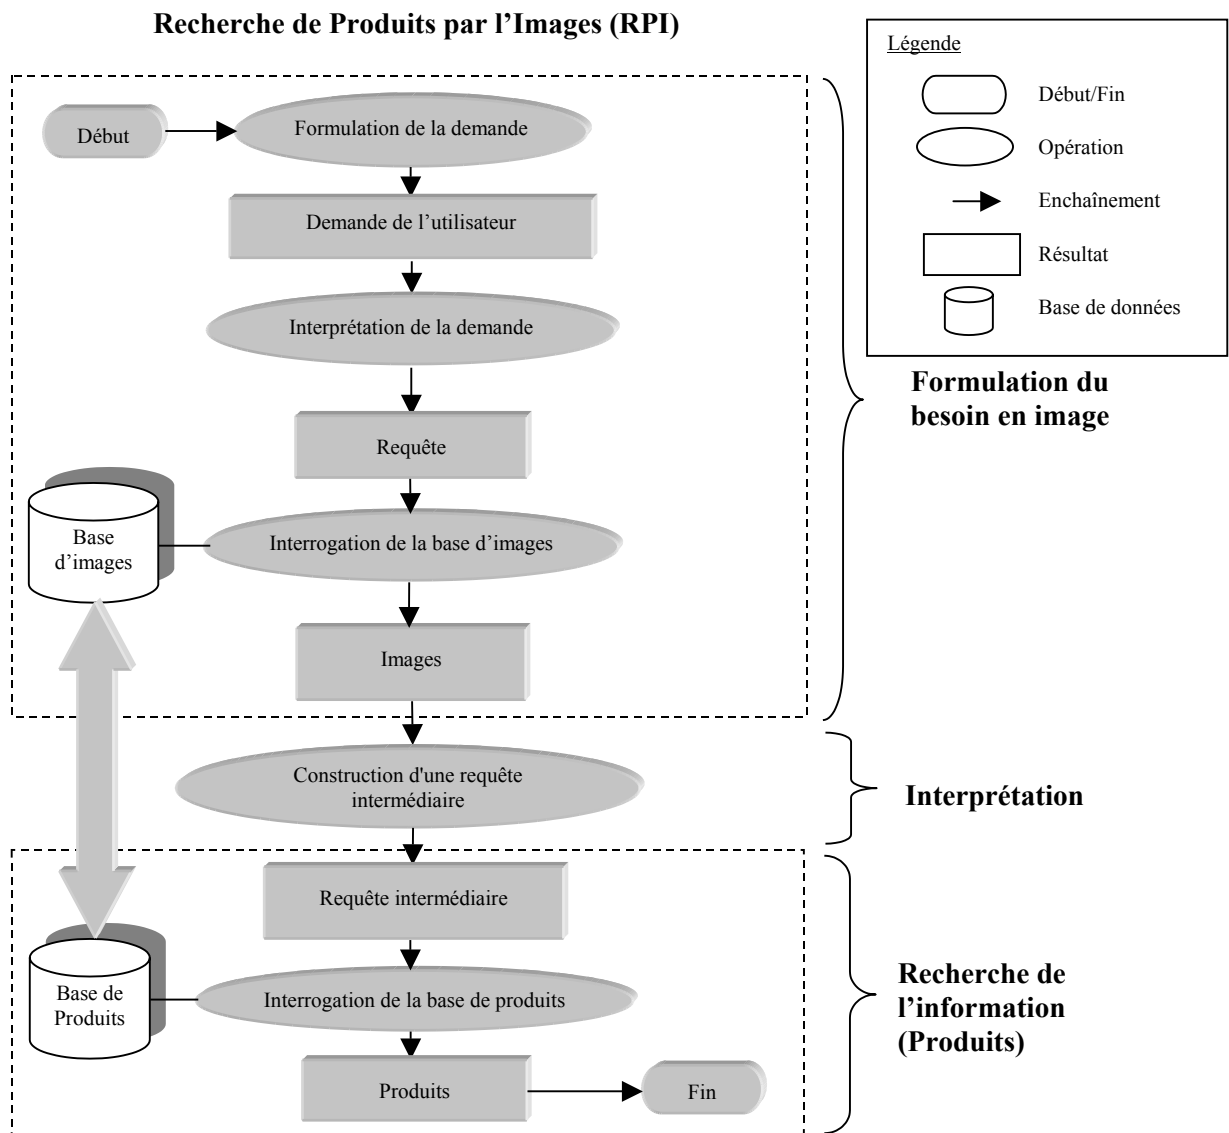 Recherche de Produits par l’Images (RPI)
Légende
Début/Fin
Opération
Enchaînement
Résultat
Base de données
Début
Formulation de la demande
Demande de l’utilisateur
Interprétation de la demande
Formulation du
besoin en image
Requête
Base
d’images
Interrogation de la base d’images
Images
Construction d'une requête
intermédiaire
Interprétation
Requête intermédiaire
Base de
Produits
Interrogation de la base de produits
Recherche de
l’information
(Produits)
Produits
Fin